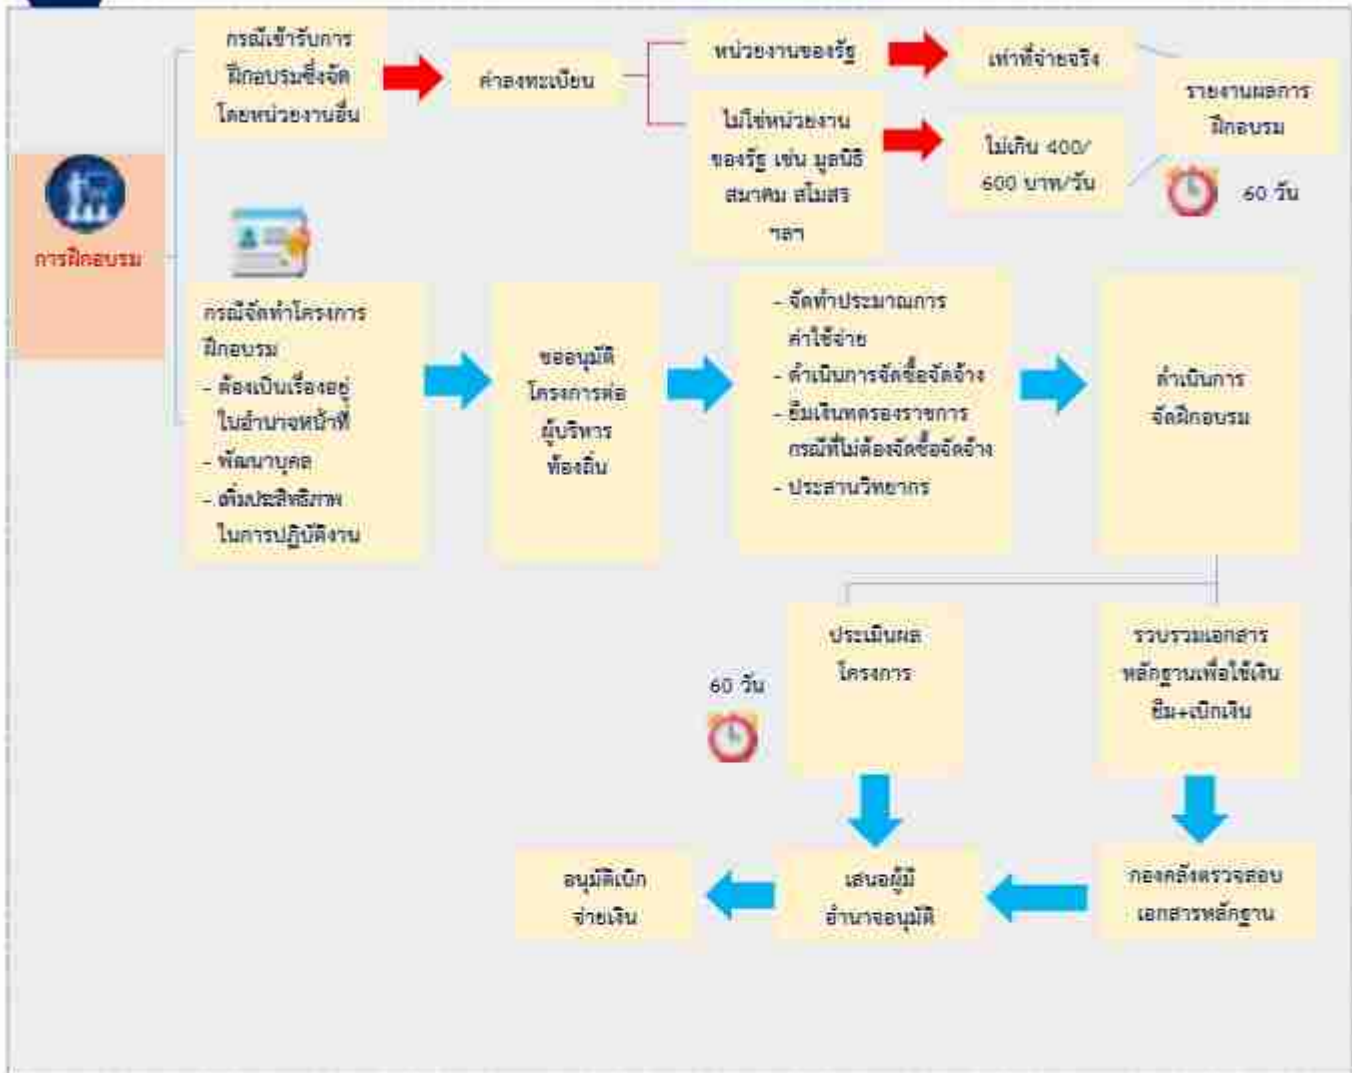 การฝึกอบรม
กรณีเข้ารับการ
ฝึกอบรมซึ่งจัด
โดยหน่วยงานอื่น
ค่าลงทะเบียน
หน่วยงานของรัฐ
เท่าที่จ่ายจริง
ไม่ใช่หน่วยงาน
ของรัฐ เช่น มูลนิธิ
สมาคม สโมสร
ฯลฯ
ไม่เกิน 400/
600 บาท/วัน
รายงานผลการ
ฝึกอบรม
60 วัน
กรณีจัดทำโครงการ
ฝึกอบรม
- ต้องเป็นเรื่องอยู่
ในอำนาจหน้าที่
- พัฒนาบุคคล
- เพิ่มประสิทธิภาพ
ในการปฏิบัติงาน
ขออนุมัติ
โครงการต่อ
ผู้บริหาร
ท้องถิ่น
- จัดทำประมาณการ
ค่าใช้จ่าย
- ดำเนินการจัดซื้อจัดจ้าง
- ยืมเงินทดรองราชการ
กรณีที่ไม่ต้องจัดซื้อจัดจ้าง
- ประสานวิทยากร
ดำเนินการ
จัดฝึกอบรม
ประเมินผล
โครงการ
60 วัน
รวบรวมเอกสาร
หลักฐานเพื่อใช้เงิน
ยืม+เบิกเงิน
กองคลังตรวจสอบ
เอกสารหลักฐาน
เสนอผู้มี
อำนาจอนุมัติ
อนุมัติเบิก
จ่ายเงิน